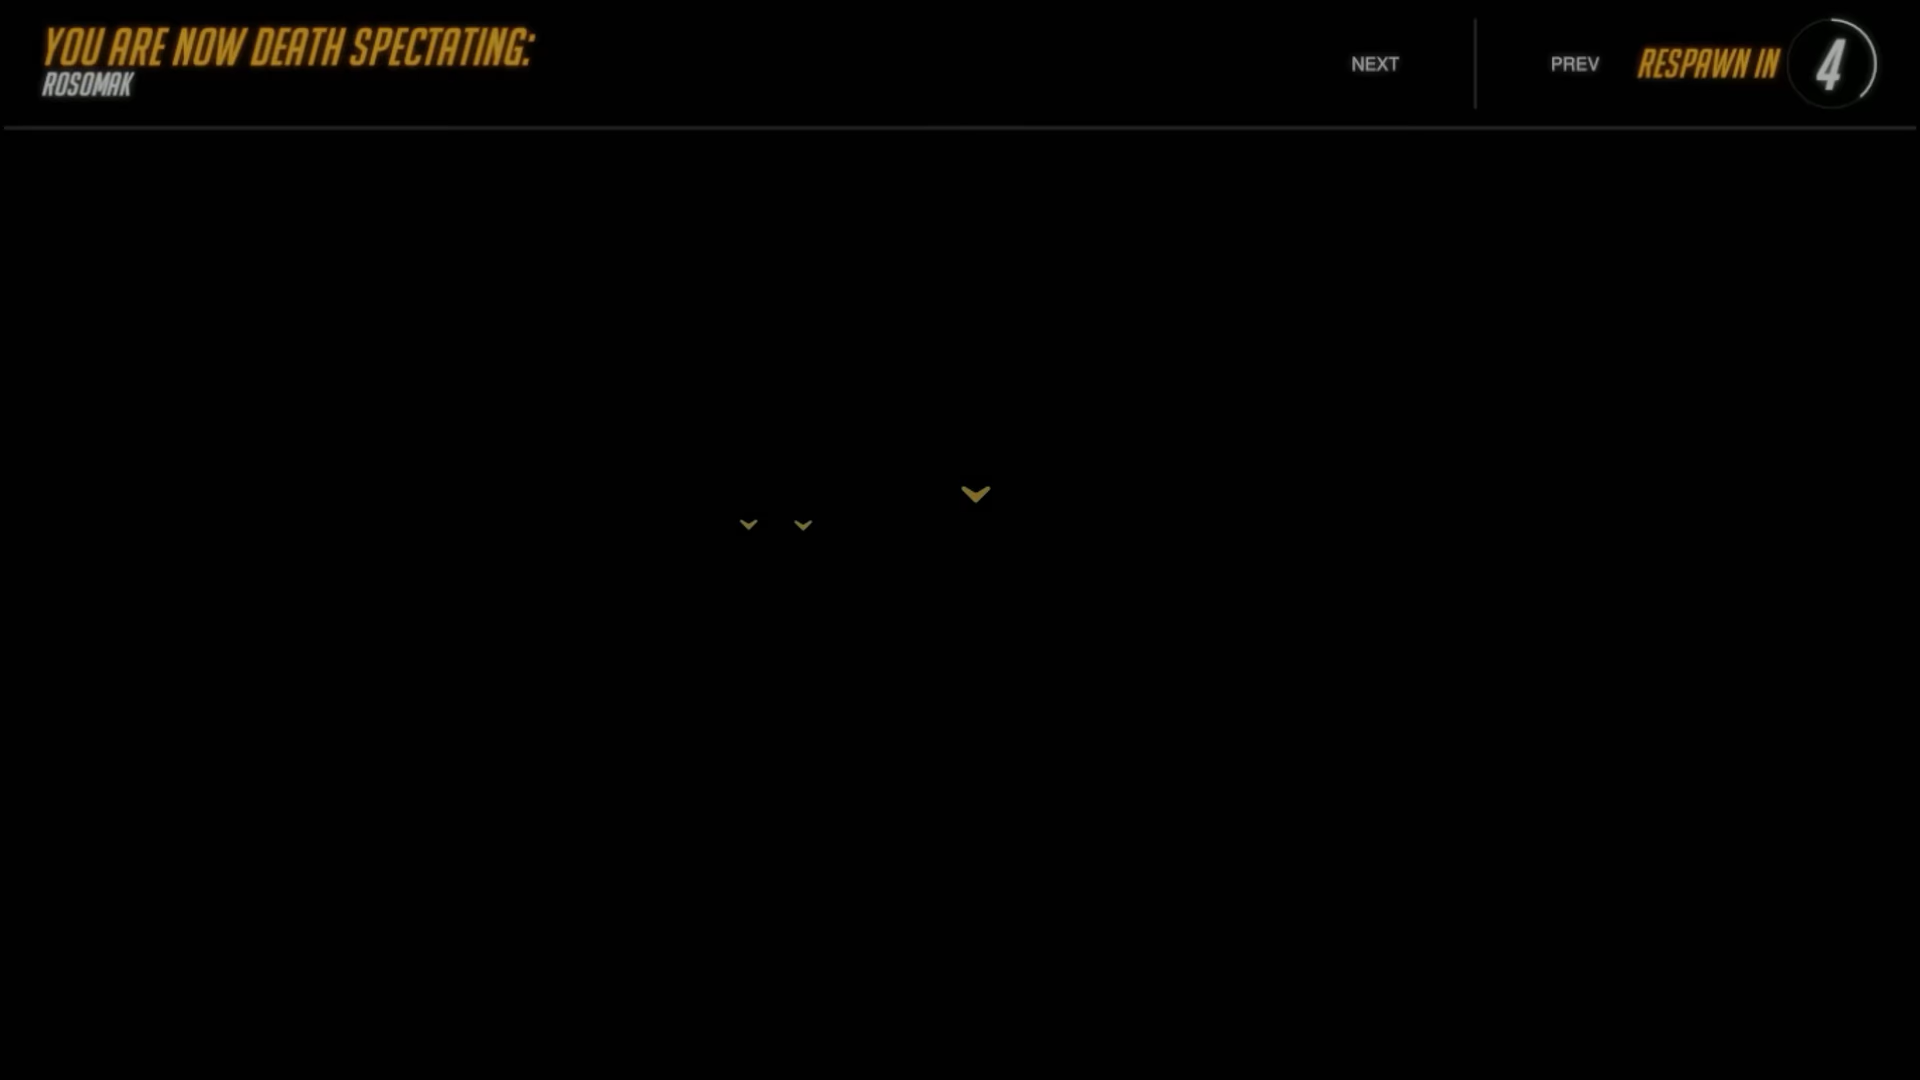 YOU ARE NOW DEATH SPECTATING:
ROSOMAK
NEXT
PREV
RESPAWN IN
4